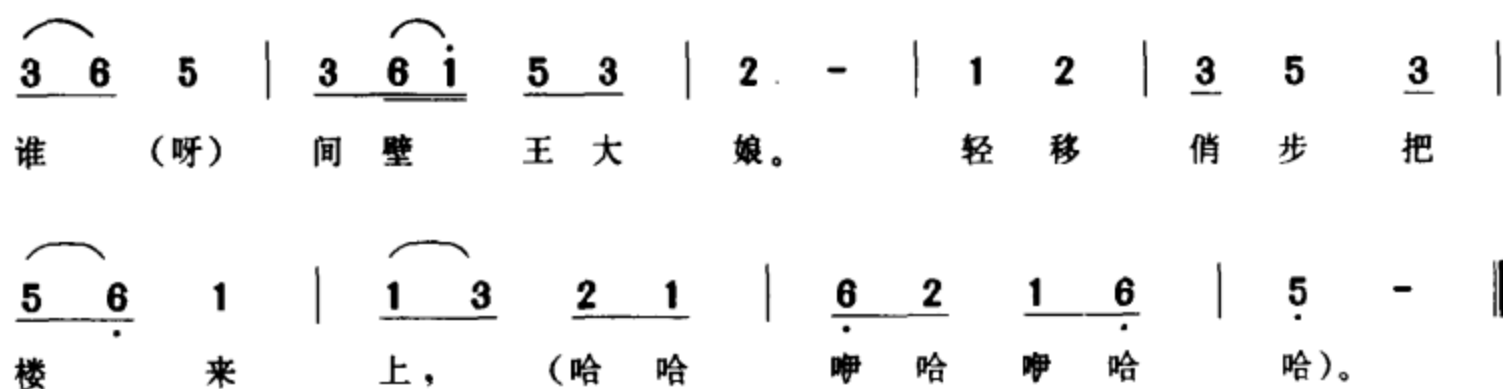 3 6 5 | 3 6 i 5 3 | 2 - | 1 2 | 3 5 3 |
谁 (呀) 间 壁 王 大 娘。 轻 移 俏 步 把
5 6 1 | 1 3 2 1 | 6 2 1 6 | 5 - ‖
楼 来 上, (哈 哈 咿 哈 咿 哈 哈)。